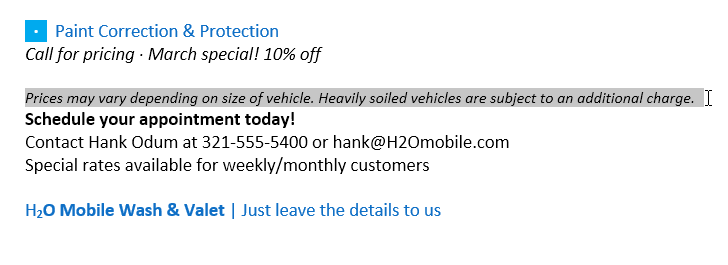 · Paint Correction & Protection
Call for pricing · March special! 10% off
Prices may vary depending on size of vehicle. Heavily soiled vehicles are subject to an additional charge.
Schedule your appointment today!
Contact Hank Odum at 321-555-5400 or hank@H2Omobile.com
Special rates available for weekly/monthly customers
H₂O Mobile Wash & Valet | Just leave the details to us